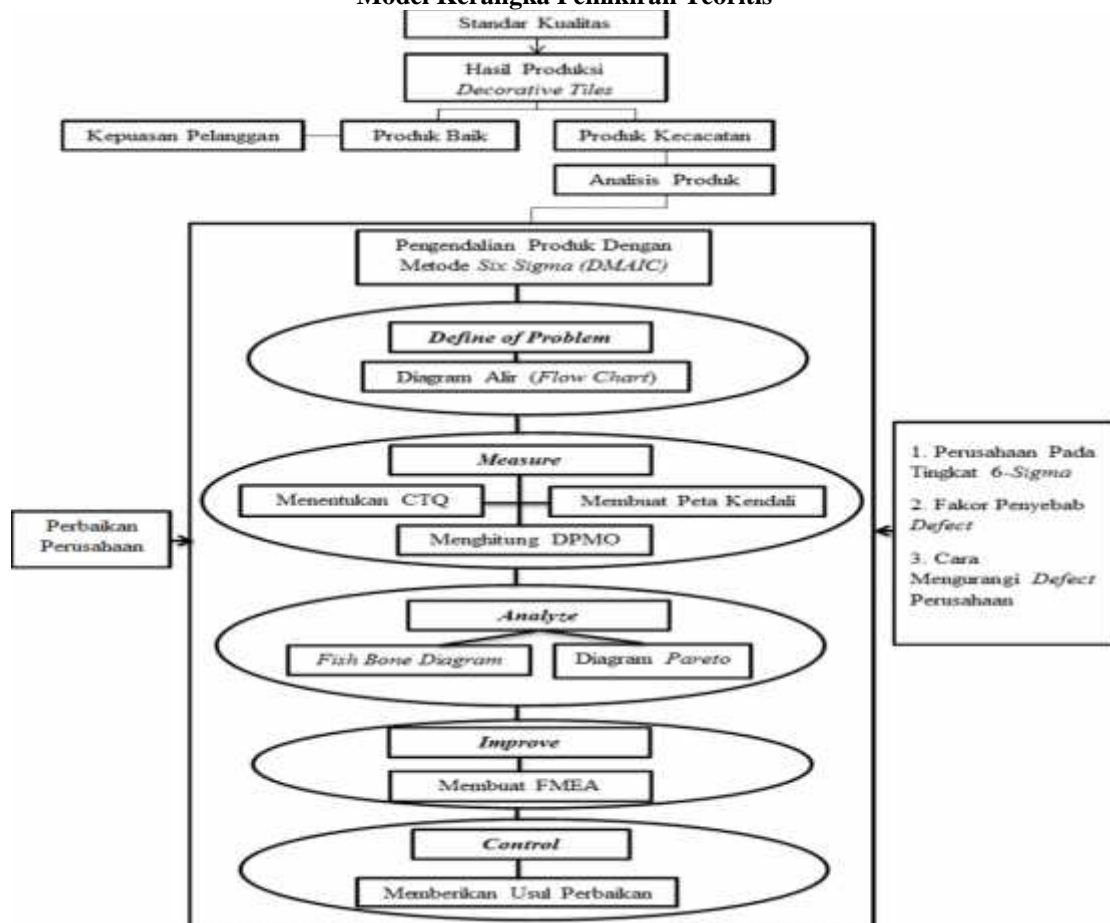 Model Kerangka Pemikiran Teoritis
Standar Kualitas
Hasil Produksi
Decorative Tiles
Kepuasan Pelanggan
Produk Baik
Produk Kecacatan
Analisis Produk
Pengendalian Produk Dengan
Metode Six Sigma (DMAIC)
Define of Problem
Diagram Alir (Flow Chart)
Measure
Menentukan CTQ
Membuat Peta Kendali
Menghitung DPMO
Perbaikan
Perusahaan
1. Perusahaan Pada
Tingkat 6-Sigma
2. Fakor Penyebab
Defect
3. Cara
Mengurangi Defect
Perusahaan
Analyze
Fish Bone Diagram
Diagram Pareto
Improve
Membuat FMEA
Control
Memberikan Usul Perbaikan